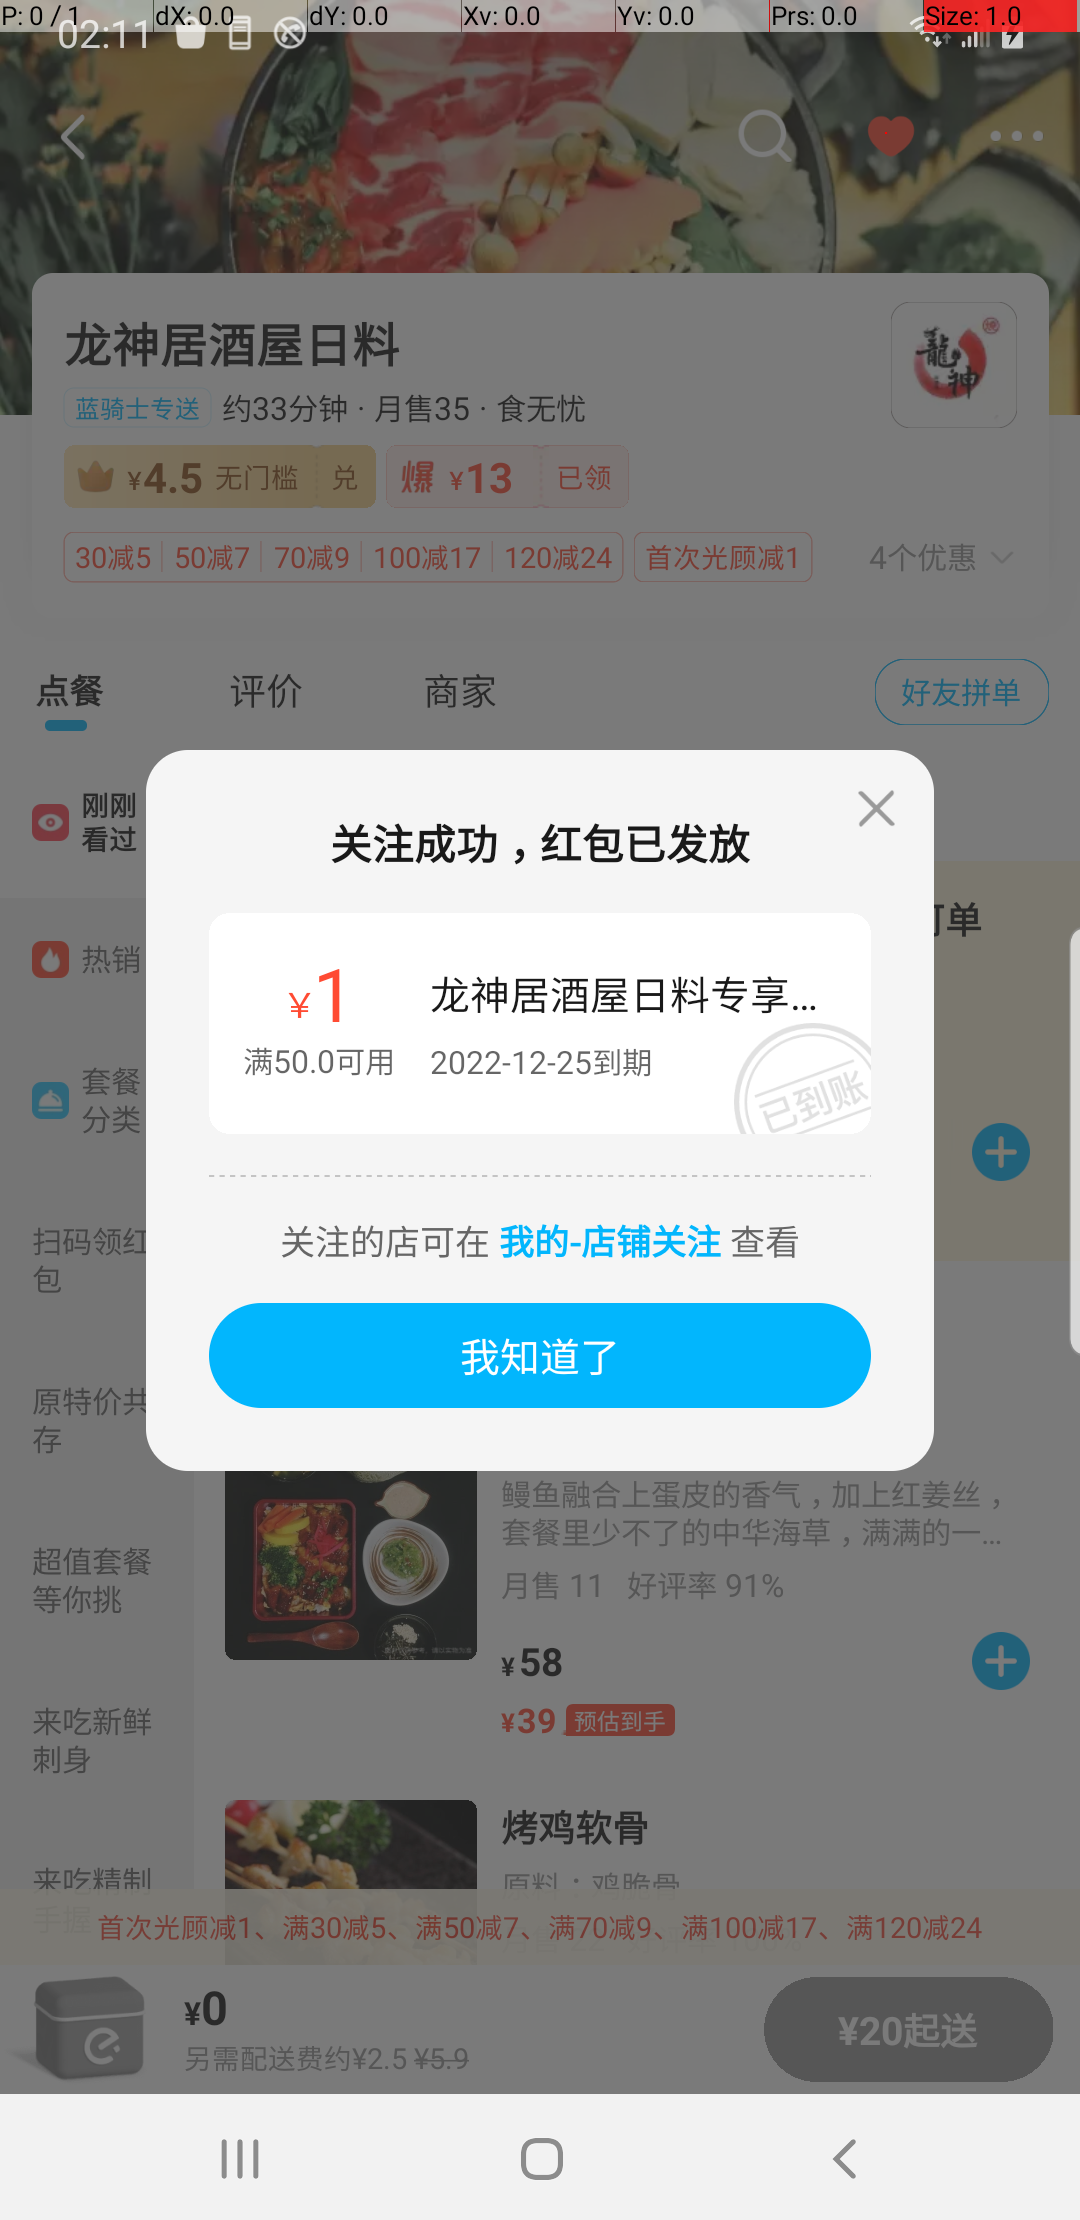 P: 0 / 1 dX: 0.0 dY: 0.0 Xv: 0.0 Yv: 0.0 Prs: 0.0 Size: 1.0
02:11
龙神居酒屋日料
龍神
蓝骑士专送 约33分钟 · 月售35 · 食无忧
¥4.5 无门槛 兑 爆 ¥13 已领
30减5 50减7 70减9 100减17 120减24 首次光顾减1 4个优惠
点餐 评价 商家 好友拼单
刚刚
看过
关注成功，红包已发放
订单
热销
¥1 龙神居酒屋日料专享...
满50.0可用 2022-12-25到期
已到账
套餐
分类
关注的店可在 我的-店铺关注 查看
扫码领红
包
我知道了
原特价共
存
鳗鱼融合上蛋皮的香气，加上红姜丝，
套餐里少不了的中华海草，满满的一...
超值套餐
等你挑
月售 11 好评率 91%
¥58
¥39 预估到手
来吃新鲜
刺身
烤鸡软骨
原料：鸡脆骨
来吃精制
手握
首次光顾减1、满30减5、满50减7、满70减9、满100减17、满120减24
¥0
另需配送费约¥2.5 ¥5.9
¥20起送